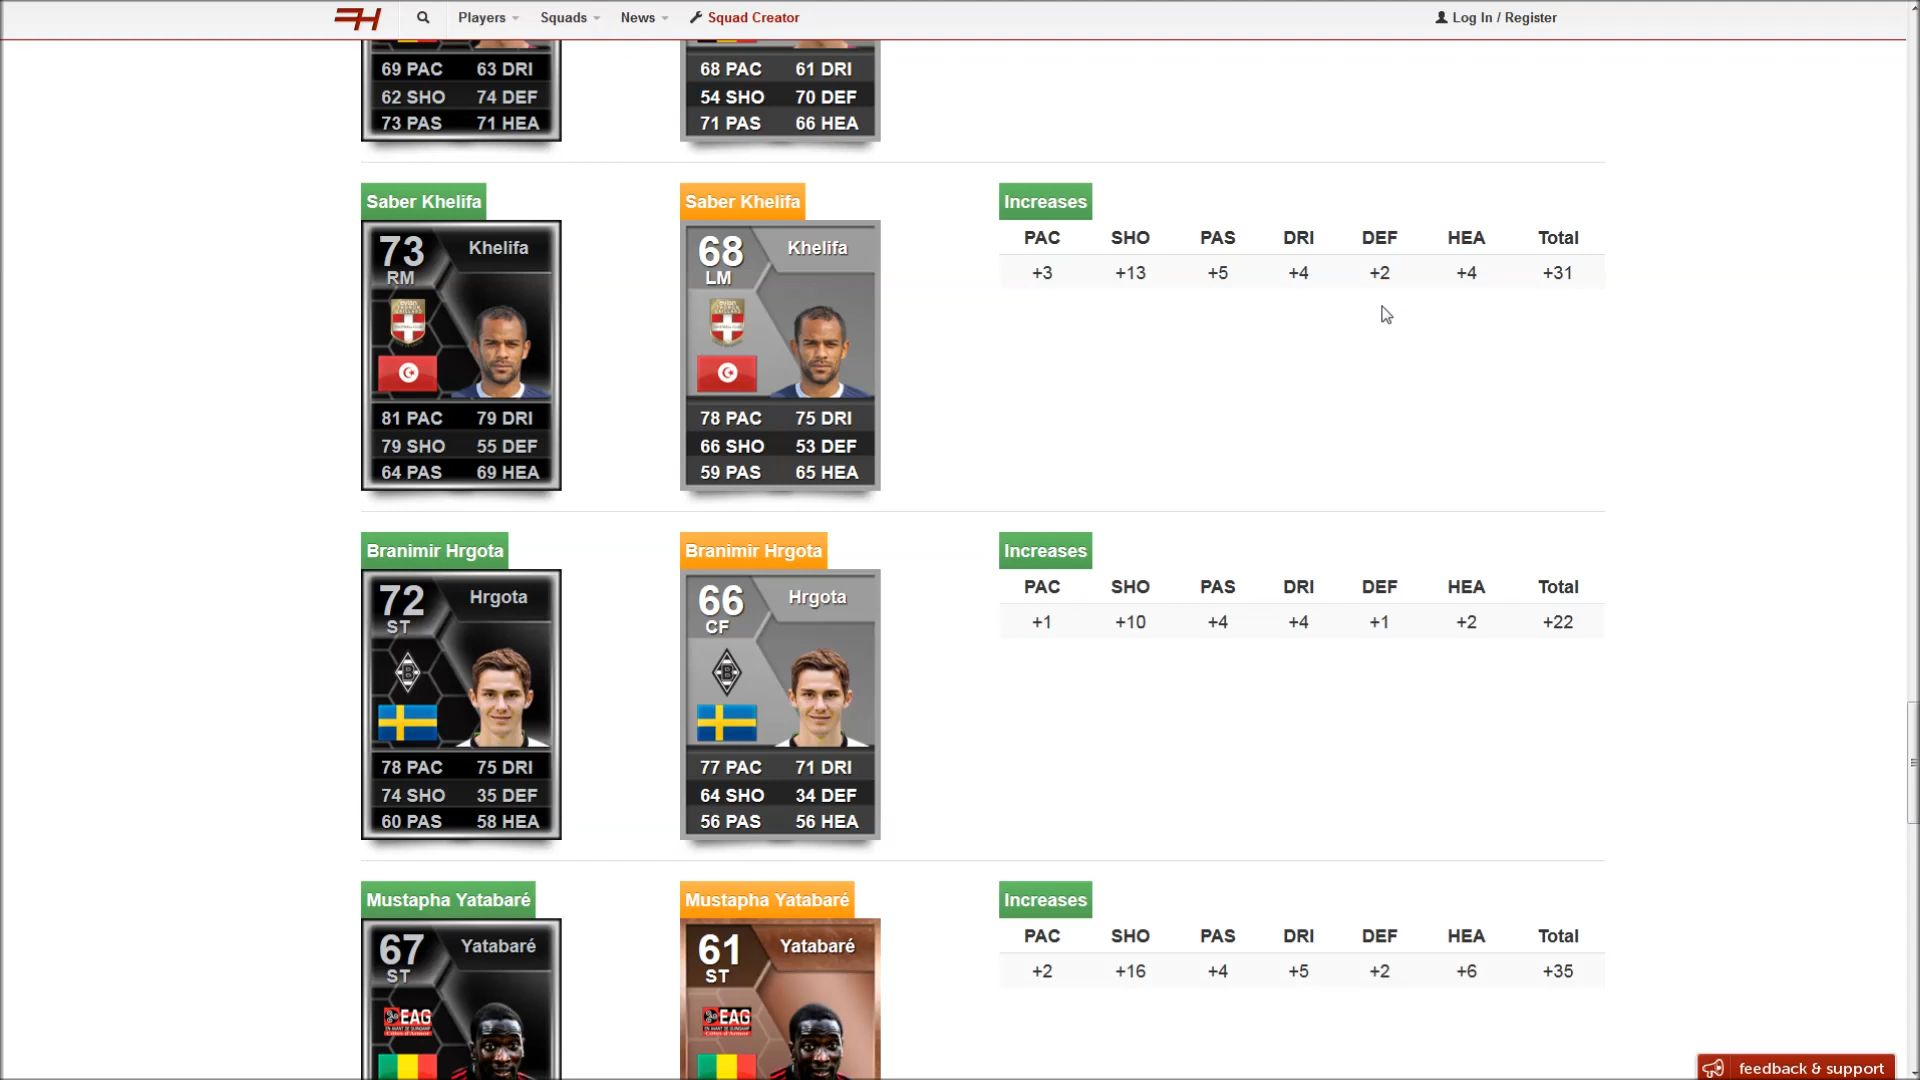 Players Squads News Squad Creator Log In / Register
69 PAC 63 DRI 68 PAC 61 DRI
62 SHO 74 DEF 54 SHO 70 DEF
73 PAS 71 HEA 71 PAS 66 HEA
Saber Khelifa Saber Khelifa Increases
73 Khelifa 68 Khelifa PAC SHO PAS DRI DEF HEA Total
RM LM +3 +13 +5 +4 +2 +4 +31
81 PAC 79 DRI 78 PAC 75 DRI
79 SHO 55 DEF 66 SHO 53 DEF
64 PAS 69 HEA 59 PAS 65 HEA
Branimir Hrgota Branimir Hrgota Increases
72 Hrgota 66 Hrgota PAC SHO PAS DRI DEF HEA Total
ST CF +1 +10 +4 +4 +1 +2 +22
78 PAC 75 DRI 77 PAC 71 DRI
74 SHO 35 DEF 64 SHO 34 DEF
60 PAS 58 HEA 56 PAS 56 HEA
Mustapha Yatabaré Mustapha Yatabaré Increases
67 Yatabaré 61 Yatabaré PAC SHO PAS DRI DEF HEA Total
ST ST +2 +16 +4 +5 +2 +6 +35
EAG EAG
feedback & support